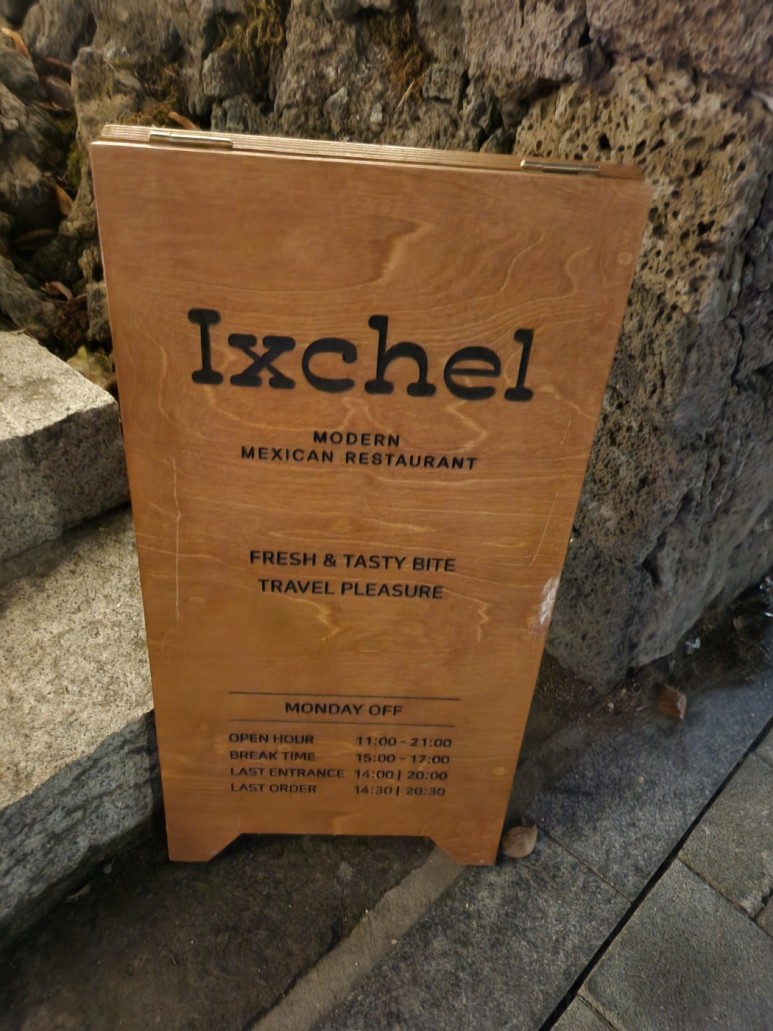 Ixchel
MODERN
MEXICAN RESTAURANT
FRESH & TASTY BITE
TRAVEL PLEASURE
MONDAY OFF
OPEN HOUR 11:00 - 21:00
BREAK TIME 15:00 - 17:00
LAST ENTRANCE 14:00 | 20:00
LAST ORDER 14:30 | 20:30